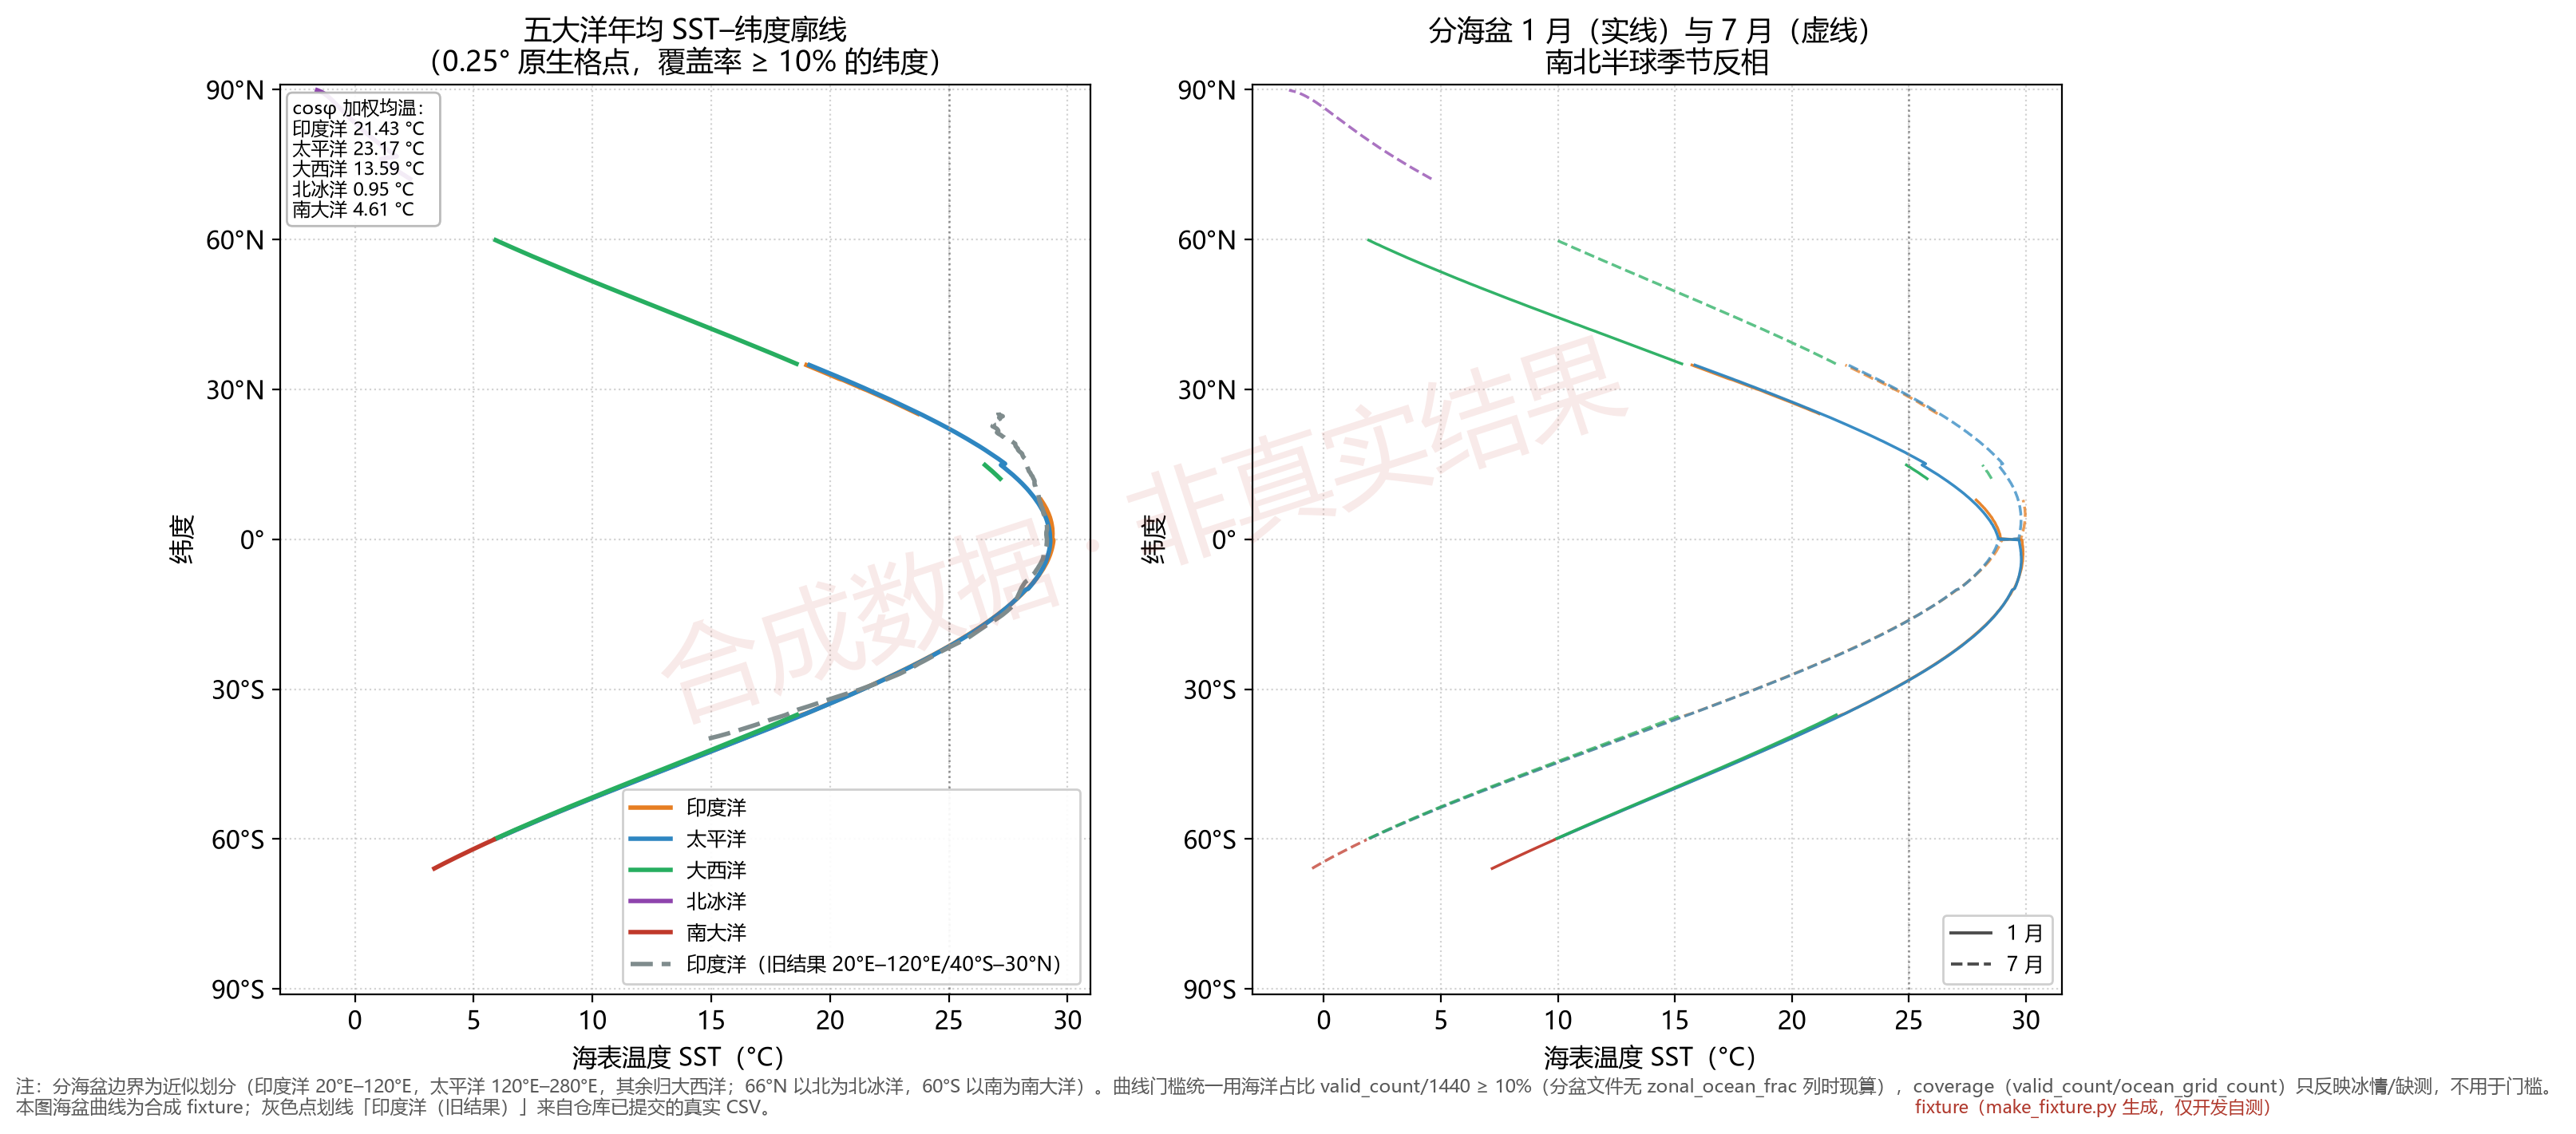 五大洋年均 SST–纬度廓线
（0.25° 原生格点，覆盖率 ≥ 10% 的纬度）
90°N
60°N
30°N
0°
30°S
60°S
90°S
纬度
cosφ 加权均温：
印度洋 21.43 °C
太平洋 23.17 °C
大西洋 13.59 °C
北冰洋 0.95 °C
南大洋 4.61 °C
印度洋
太平洋
大西洋
北冰洋
南大洋
印度洋（旧结果 20°E–120°E/40°S–30°N）
0 5 10 15 20 25 30
海表温度 SST（°C）
分海盆 1 月（实线）与 7 月（虚线）
南北半球季节反相
90°N
60°N
30°N
0°
30°S
60°S
90°S
纬度
1 月
7 月
0 5 10 15 20 25 30
海表温度 SST（°C）
合成数据 · 非真实结果
注：分海盆边界为近似划分（印度洋 20°E–120°E，太平洋 120°E–280°E，其余归大西洋；66°N 以北为北冰洋，60°S 以南为南大洋）。曲线门槛统一用海洋占比 valid_count/1440 ≥ 10%（分盆文件无 zonal_ocean_frac 列时现算），coverage（valid_count/ocean_grid_count）只反映冰情/缺测，不用于门槛。
本图海盆曲线为合成 fixture；灰色点划线「印度洋（旧结果）」来自仓库已提交的真实 CSV。
fixture（make_fixture.py 生成，仅开发自测）